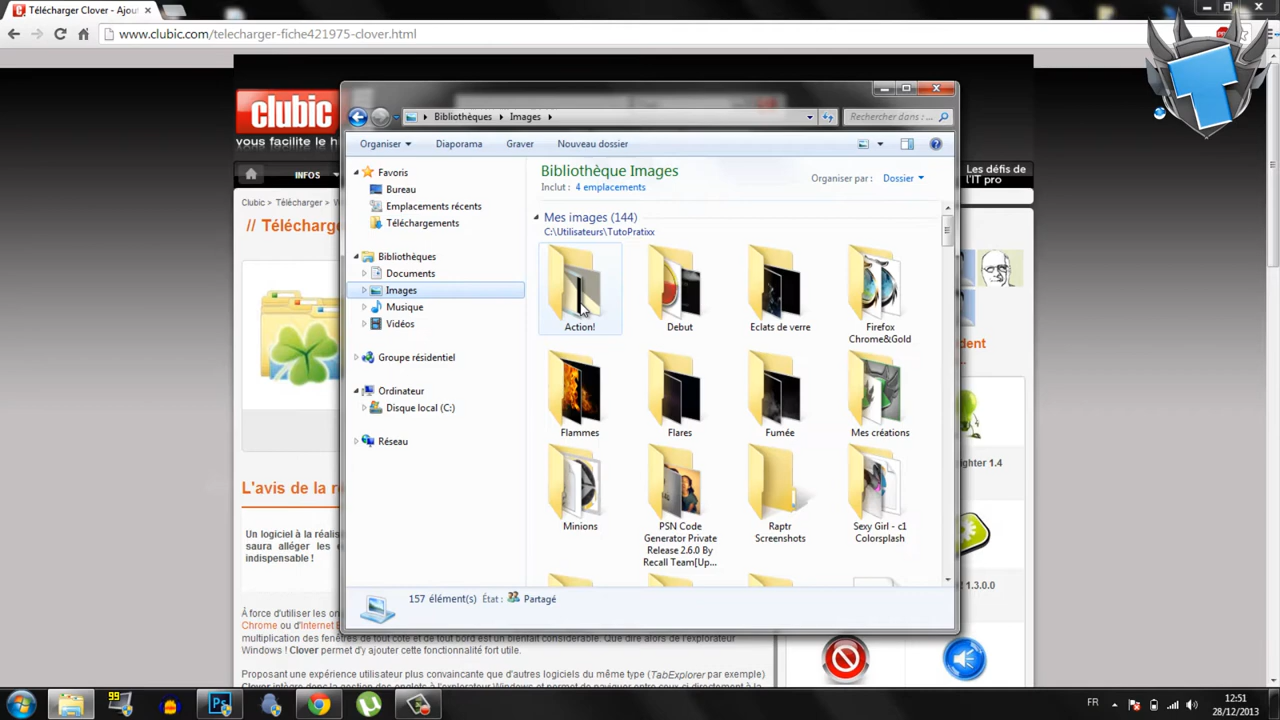 Télécharger Clover - Ajou
www.clubic.com/telecharger-fiche421975-clover.html
clubic
vous facilite le
INFOS
Les défis de
l'IT pro
Clubic > Télécharger >
// Téléchar
Bibliothèques
Images
Rechercher dans : ...
Organiser
Diaporama
Graver
Nouveau dossier
Favoris
Bureau
Emplacements récents
Téléchargements
Bibliothèques
Documents
Images
Musique
Vidéos
Groupe résidentiel
Ordinateur
Disque local (C:)
Réseau
Bibliothèque Images
Inclut : 4 emplacements
Organiser par : Dossier
Mes images (144)
C:\Utilisateurs\TutoPratixx
Action!
Debut
Eclats de verre
Firefox
Chrome&Gold
Flammes
Flares
Fumée
Mes créations
Minions
PSN Code
Generator Private
Release 2.6.0 By
Recall Team[Up...
Raptr
Screenshots
Sexy Girl - c1
Colorsplash
157 élément(s) État : Partagé
dent
ighter 1.4
1.3.0.0
L'avis de la r
Un logiciel à la réalis
saura alléger les
indispensable !
À force d'utiliser les on
Chrome ou d'Internet E
multiplication des fenêtres de tout coté et de tout bord est un bienfait considérable. Que dire alors de l'explorateur
Windows ! Clover permet d'y ajouter cette fonctionnalité fort utile.
Proposant une expérience utilisateur plus convaincante que d'autres logiciels du même type (TabExplorer par exemple)
99
Ps
FR
12:51
28/12/2013